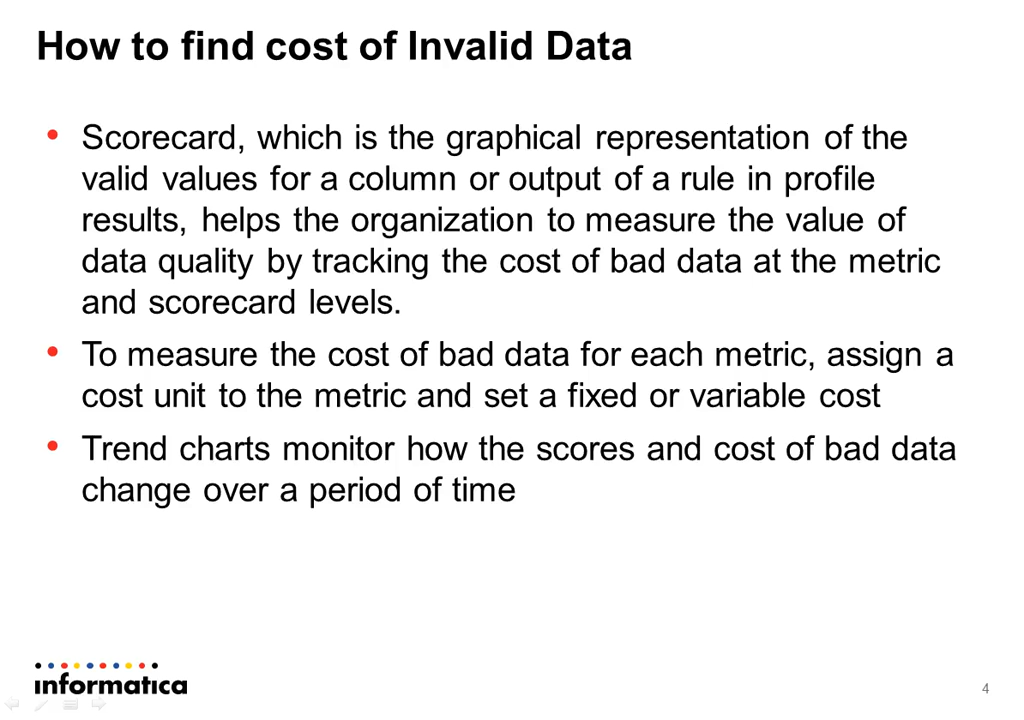 How to find cost of Invalid Data
• Scorecard, which is the graphical representation of the
valid values for a column or output of a rule in profile
results, helps the organization to measure the value of
data quality by tracking the cost of bad data at the metric
and scorecard levels.
• To measure the cost of bad data for each metric, assign a
cost unit to the metric and set a fixed or variable cost
• Trend charts monitor how the scores and cost of bad data
change over a period of time
informatica
4